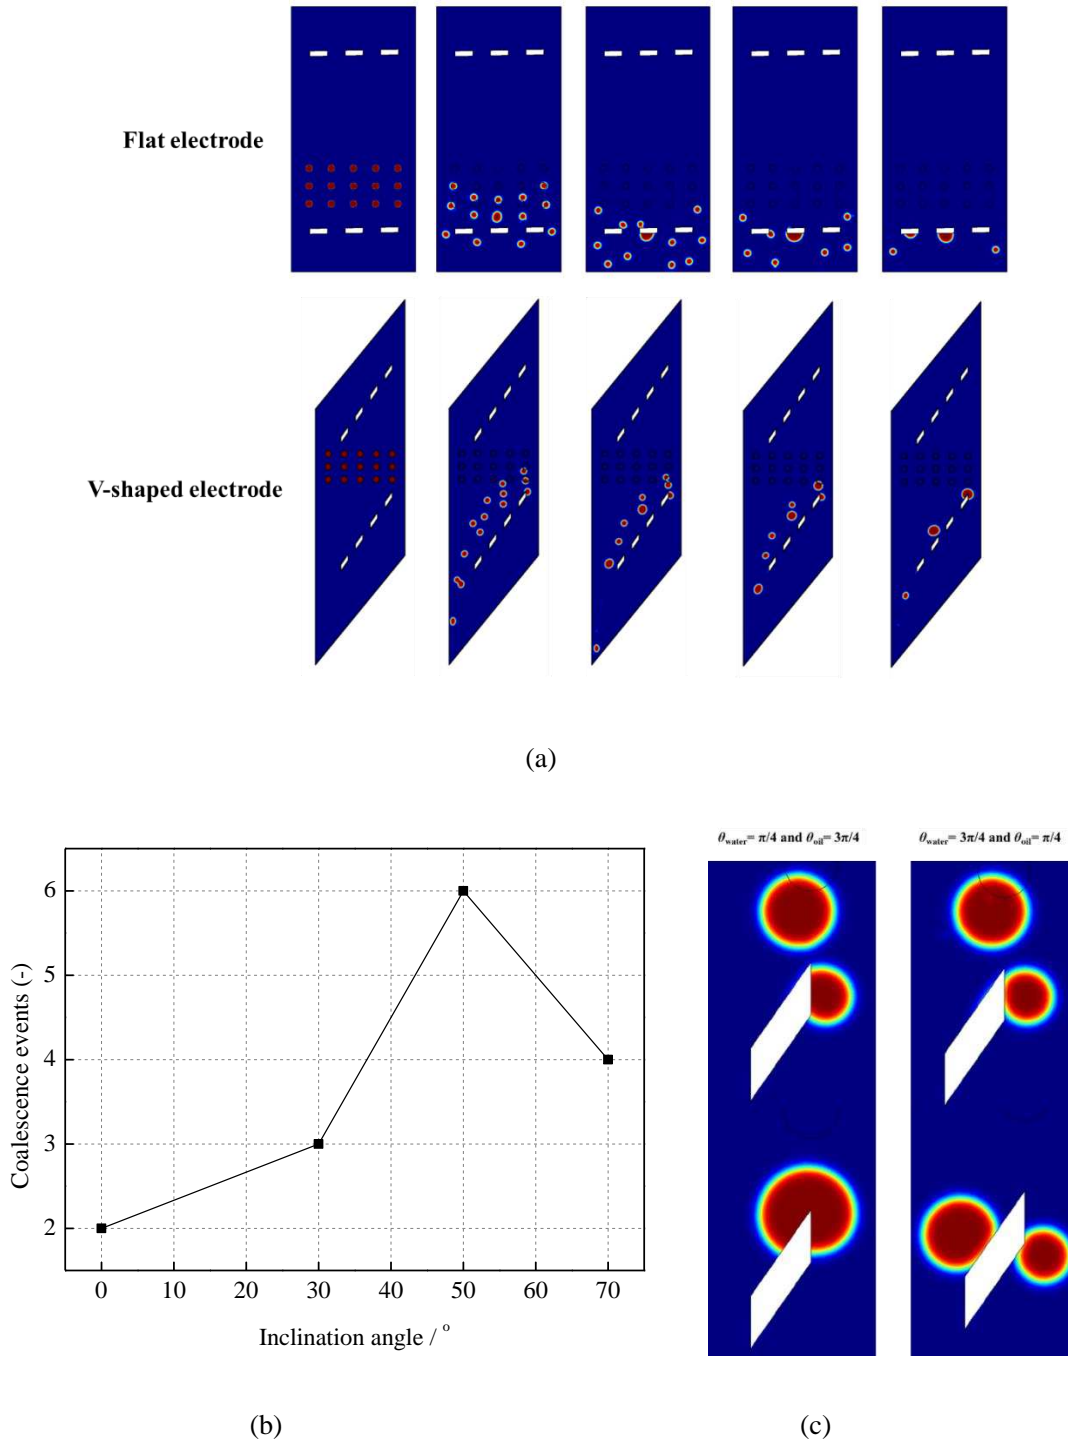 Flat electrode
V-shaped electrode
(a)
θwater= π/4 and θoil= 3π/4
θwater= 3π/4 and θoil= π/4
6
5
4
3
2
Coalescence events (-)
0 10 20 30 40 50 60 70
Inclination angle / °
(b)
(c)